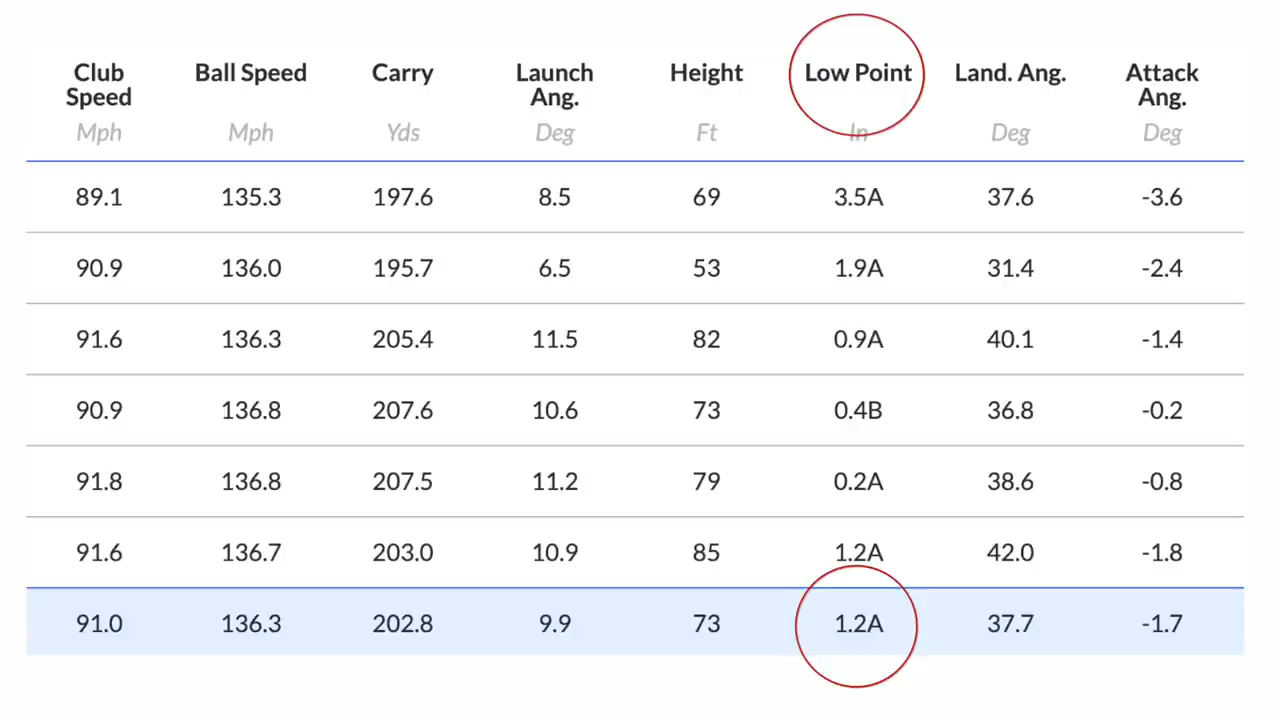 Club Speed Ball Speed Carry Launch Ang. Height Low Point Land. Ang. Attack Ang.
Mph Mph Yds Deg Ft In Deg Deg
89.1 135.3 197.6 8.5 69 3.5A 37.6 -3.6
90.9 136.0 195.7 6.5 53 1.9A 31.4 -2.4
91.6 136.3 205.4 11.5 82 0.9A 40.1 -1.4
90.9 136.8 207.6 10.6 73 0.4B 36.8 -0.2
91.8 136.8 207.5 11.2 79 0.2A 38.6 -0.8
91.6 136.7 203.0 10.9 85 1.2A 42.0 -1.8
91.0 136.3 202.8 9.9 73 1.2A 37.7 -1.7